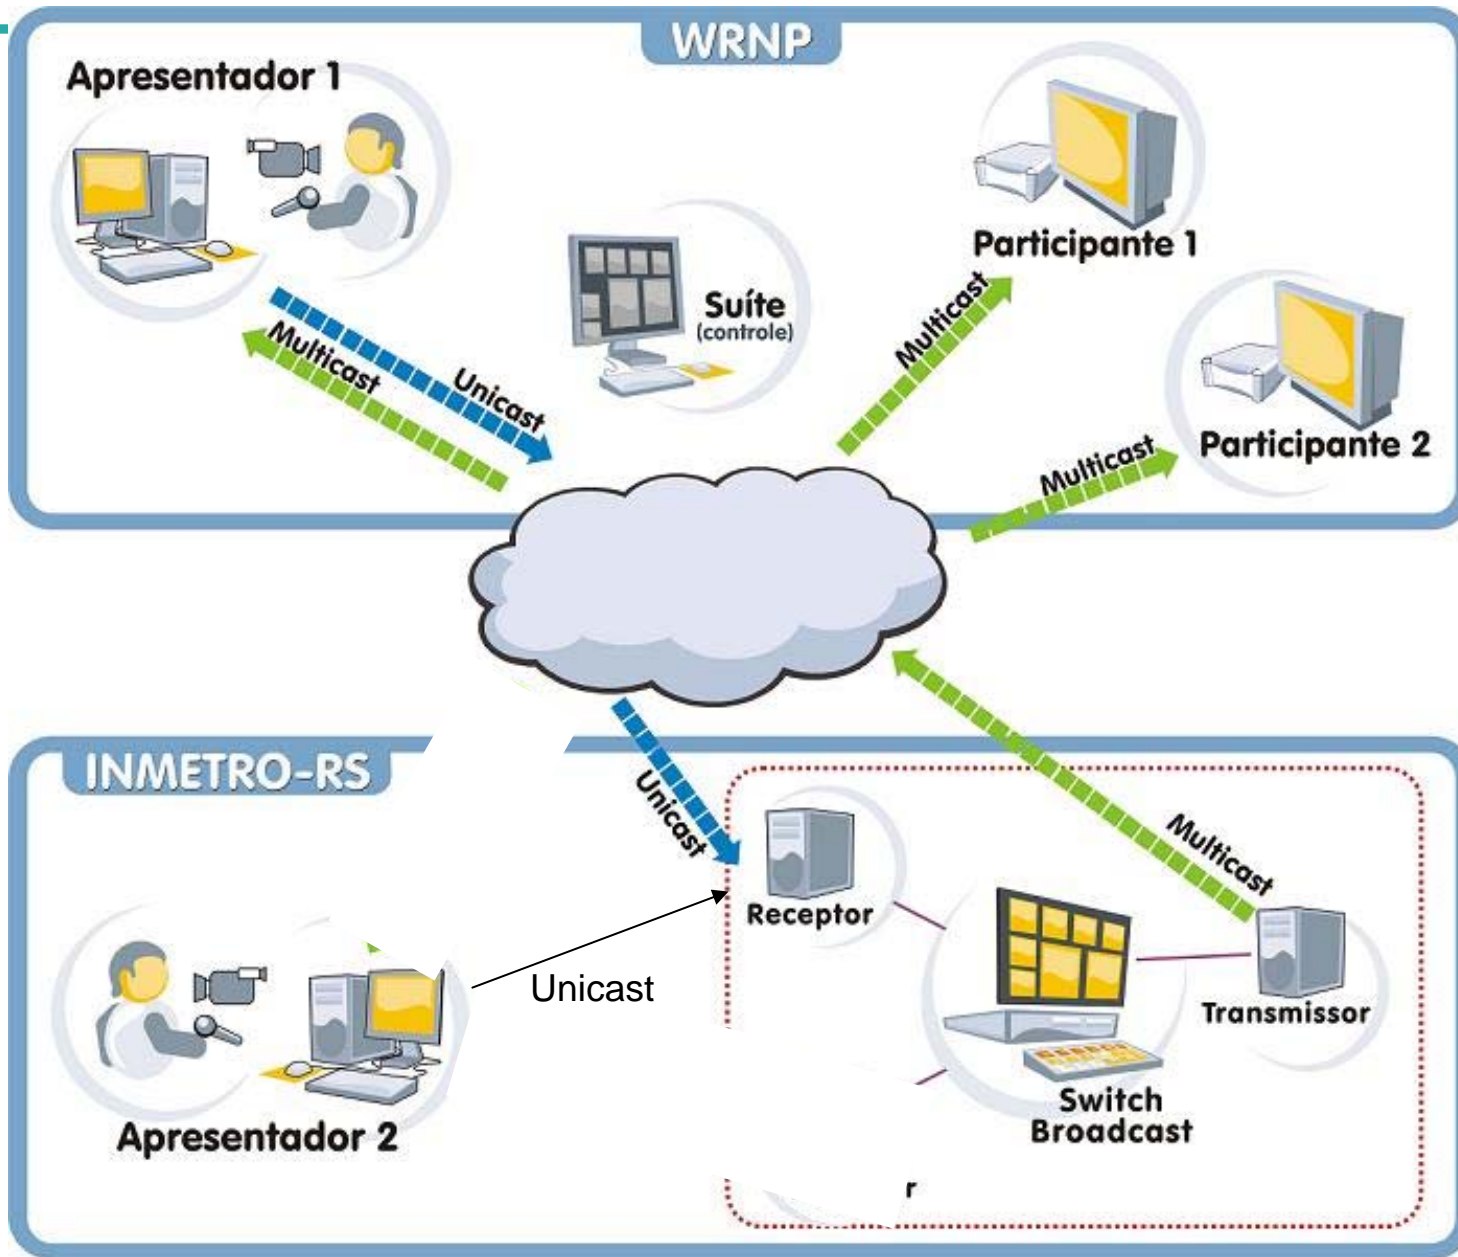 WRNP
Apresentador 1
Participante 1
Suíte
(controle)
Multicast
Unicast
Multicast
Participante 2
Multicast
INMETRO-RS
Unicast
Multicast
Receptor
Unicast
Transmissor
Switch
Broadcast
Apresentador 2
r